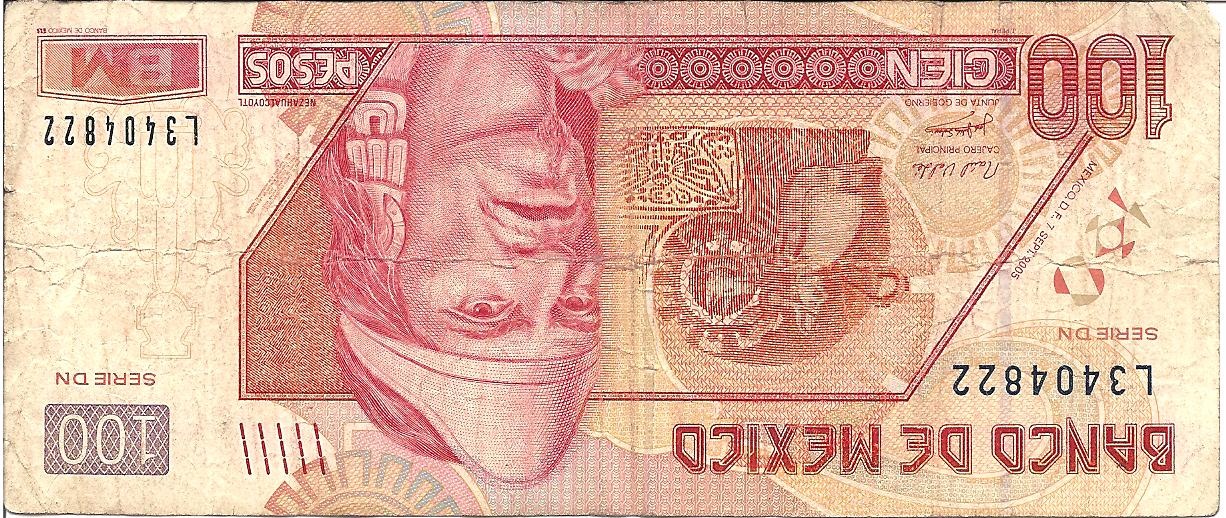 BANCO DE MEXICO
100
L3404822
SERIE DN
SERIE DN
MEXICO, D. F., 7 SEPT. 2005
CAJERO PRINCIPAL
JUNTA DE GOBIERNO
100
CIEN
PESOS
NEZAHUALCOYOTL
L3404822
BM
BANCO DE MEXICO